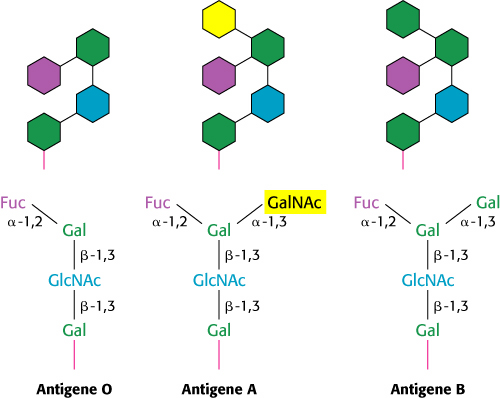 Fuc
α-1,2
Gal
β-1,3
GlcNAc
β-1,3
Gal
Antigene O
Fuc
GalNAc
α-1,2
α-1,3
Gal
β-1,3
GlcNAc
β-1,3
Gal
Antigene A
Fuc
Gal
α-1,2
α-1,3
Gal
β-1,3
GlcNAc
β-1,3
Gal
Antigene B